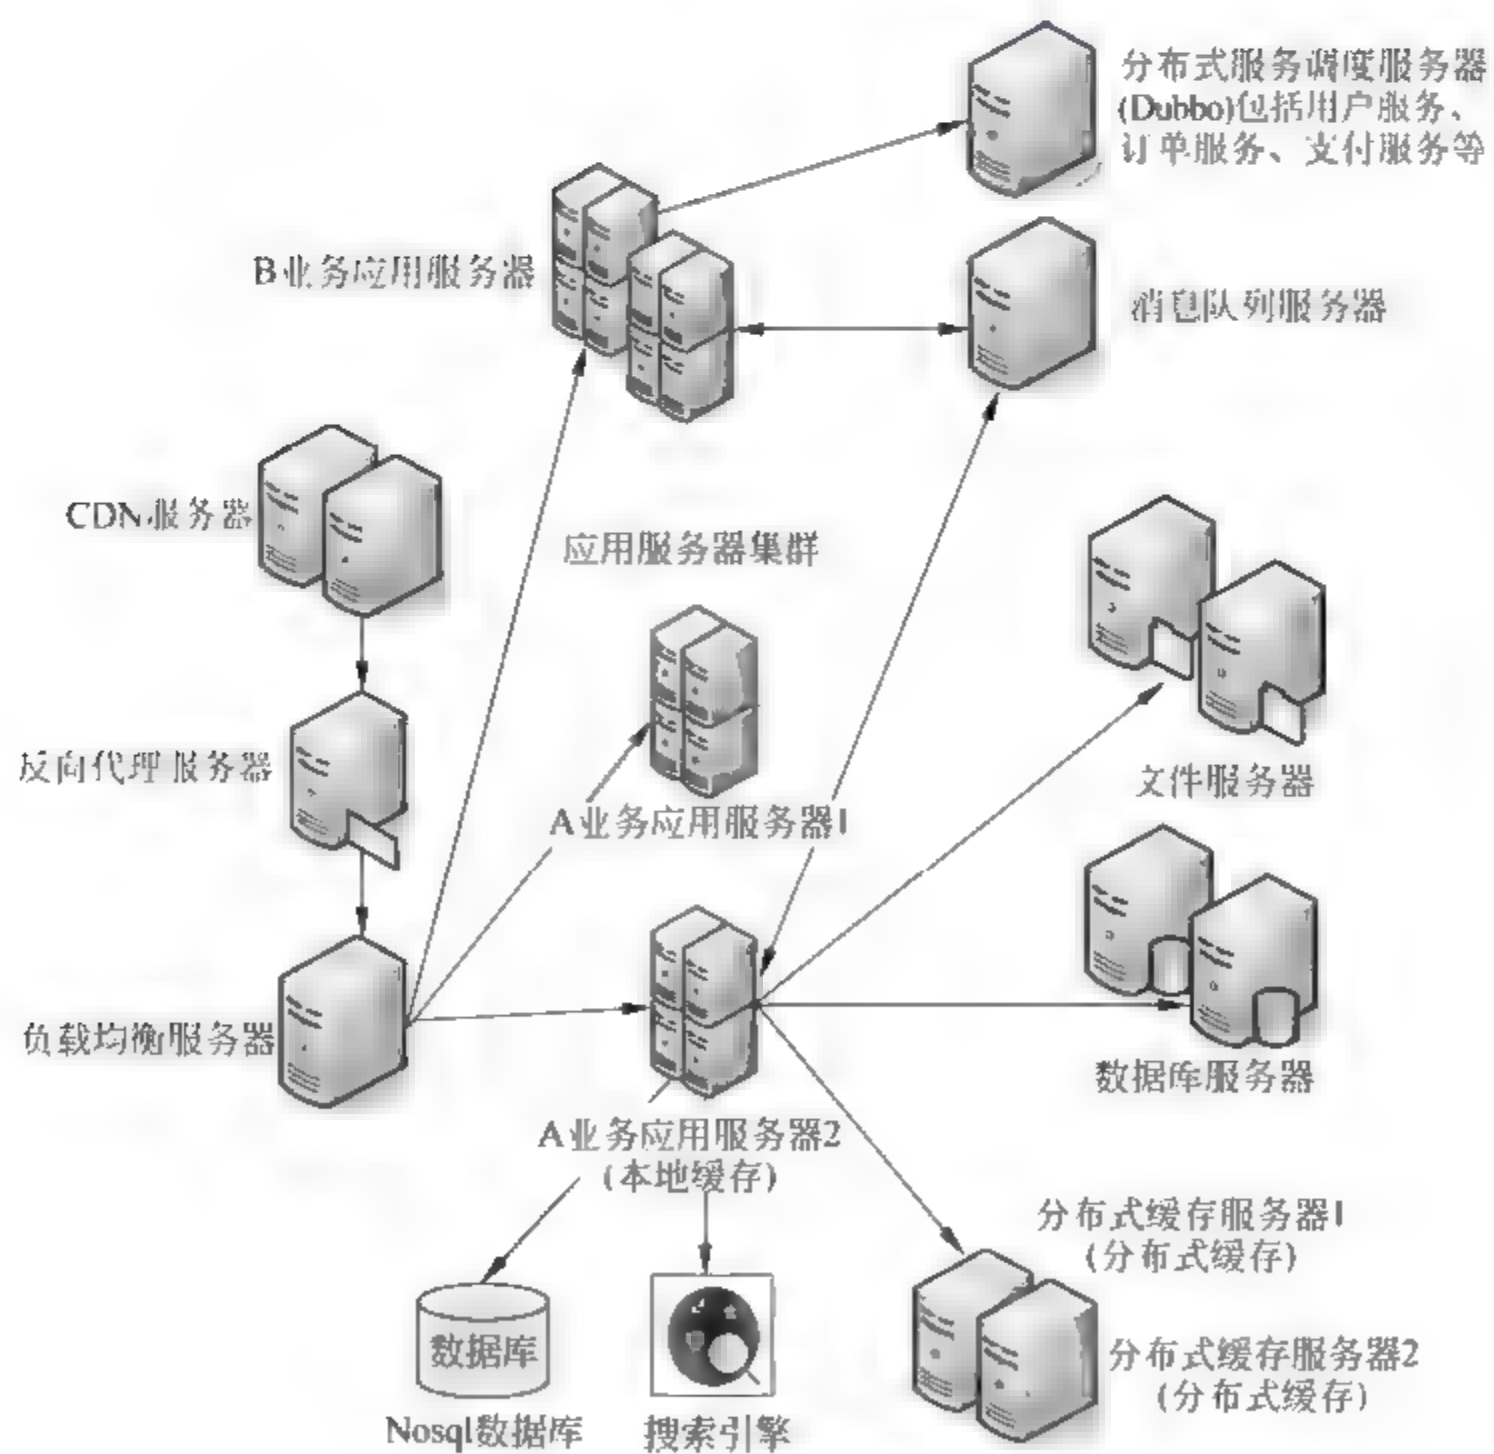 分布式服务调度服务器
(Dubbo)包括用户服务、
订单服务、支付服务等
B业务应用服务器
消息队列服务器
CDN服务器
应用服务器集群
反向代理服务器
文件服务器
A业务应用服务器1
负载均衡服务器
数据库服务器
A业务应用服务器2
(本地缓存)
分布式缓存服务器1
(分布式缓存)
数据库
分布式缓存服务器2
(分布式缓存)
Nosql数据库
搜索引擎